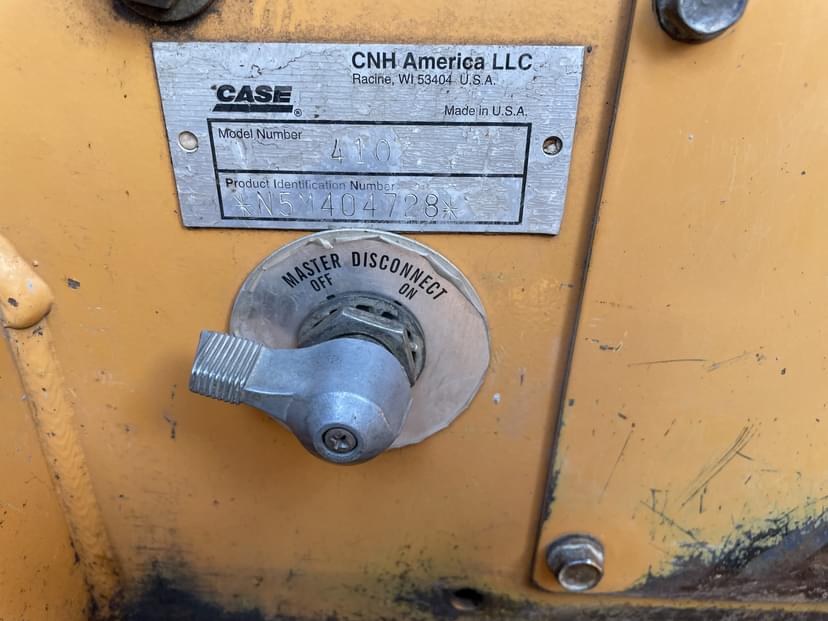 CNH America LLC
Racine, WI 53404 U.S.A.
CASE®
Made in U.S.A.
Model Number
410
Product Identification Number
*N5M404728*
MASTER DISCONNECT
OFF ON